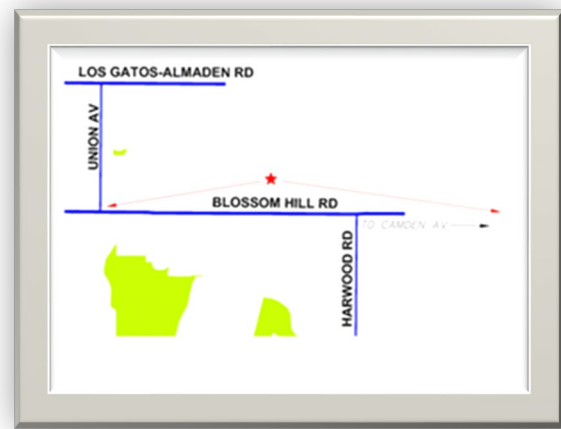 LOS GATOS-ALMADEN RD
UNION AV
BLOSSOM HILL RD
TO CAMDEN AV
HARWOOD RD